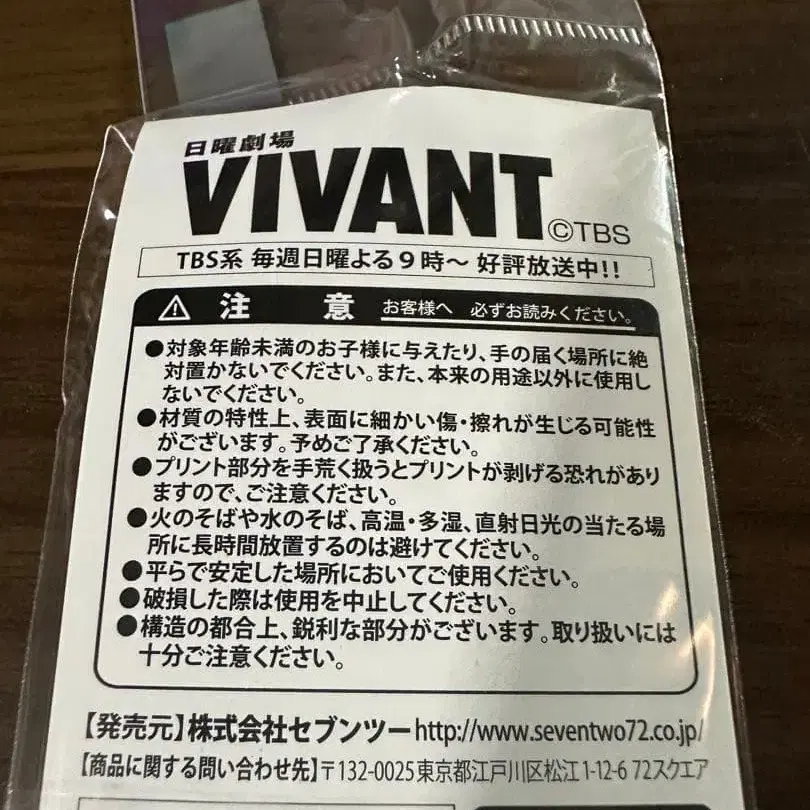 日曜劇場
VIVANT
©TBS
TBS系 毎週日曜よる9時〜 好評放送中!!
注 意 お客様へ 必ずお読みください。
●対象年齢未満のお子様に与えたり、手の届く場所に絶
対置かないでください。また、本来の用途以外に使用し
ないでください。
●材質の特性上、表面に細かい傷・擦れが生じる可能性
がございます。予めご了承ください。
●プリント部分を手荒く扱うとプリントが剥げる恐れがあり
ますので、ご注意ください。
●火のそばや水のそば、高温・多湿、直射日光の当たる場
所に長時間放置するのは避けてください。
●平らで安定した場所においてご使用ください。
●破損した際は使用を中止してください。
●構造の都合上、鋭利な部分がございます。取り扱いには
十分ご注意ください。
【発売元】株式会社セブンツー http://www.seventwo72.co.jp/
【商品に関する問い合わせ先】〒132-0025 東京都江戸川区松江1-12-6 72スクエア